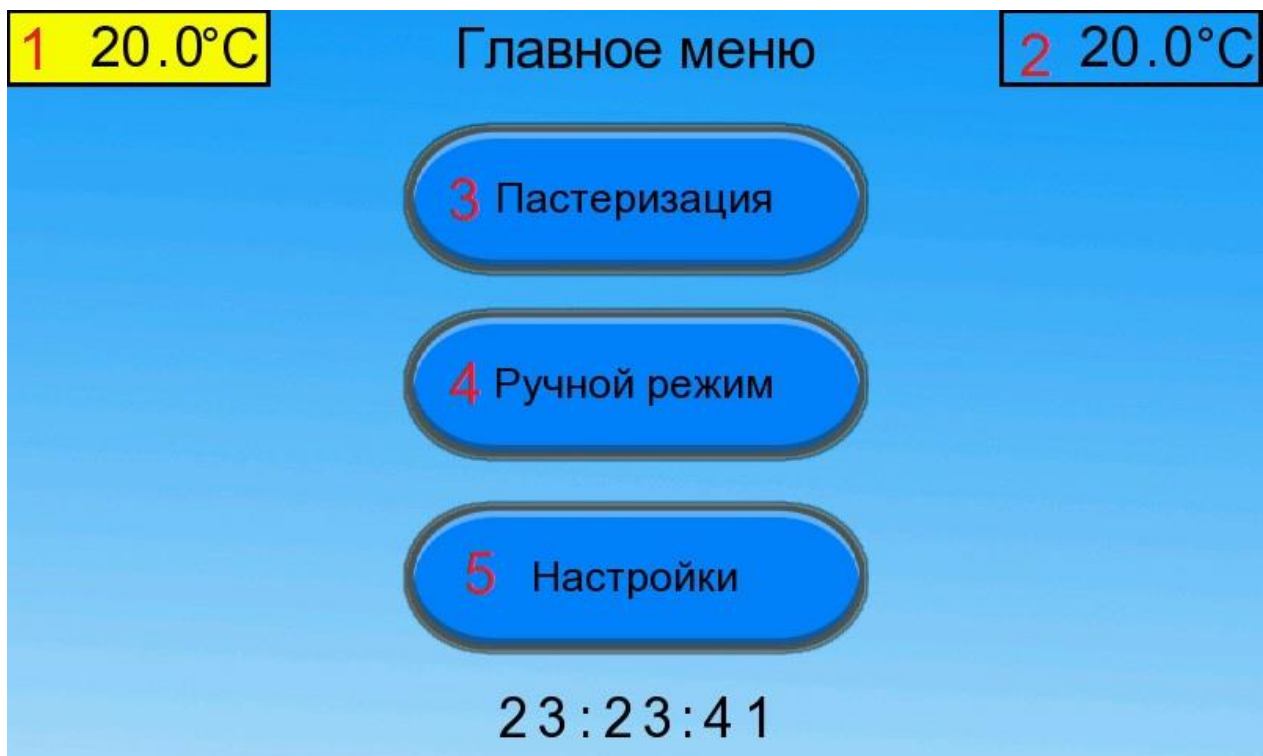 1 20.0°C Главное меню 2 20.0°C
3 Пастеризация
4 Ручной режим
5 Настройки
23:23:41